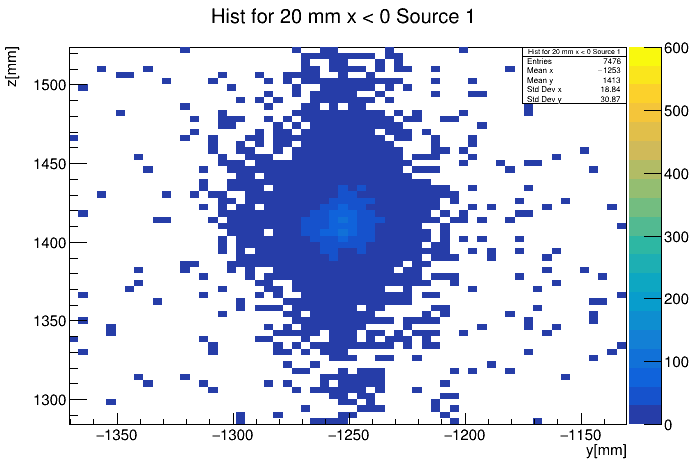 Hist for 20 mm x < 0 Source 1
z[mm]
Hist for 20 mm x < 0 Source 1
Entries 7476
Mean x −1253
Mean y 1413
Std Dev x 18.84
Std Dev y 30.87
1500
1450
1400
1350
1300
600
500
400
300
200
100
0
−1350 −1300 −1250 −1200 −1150
y[mm]